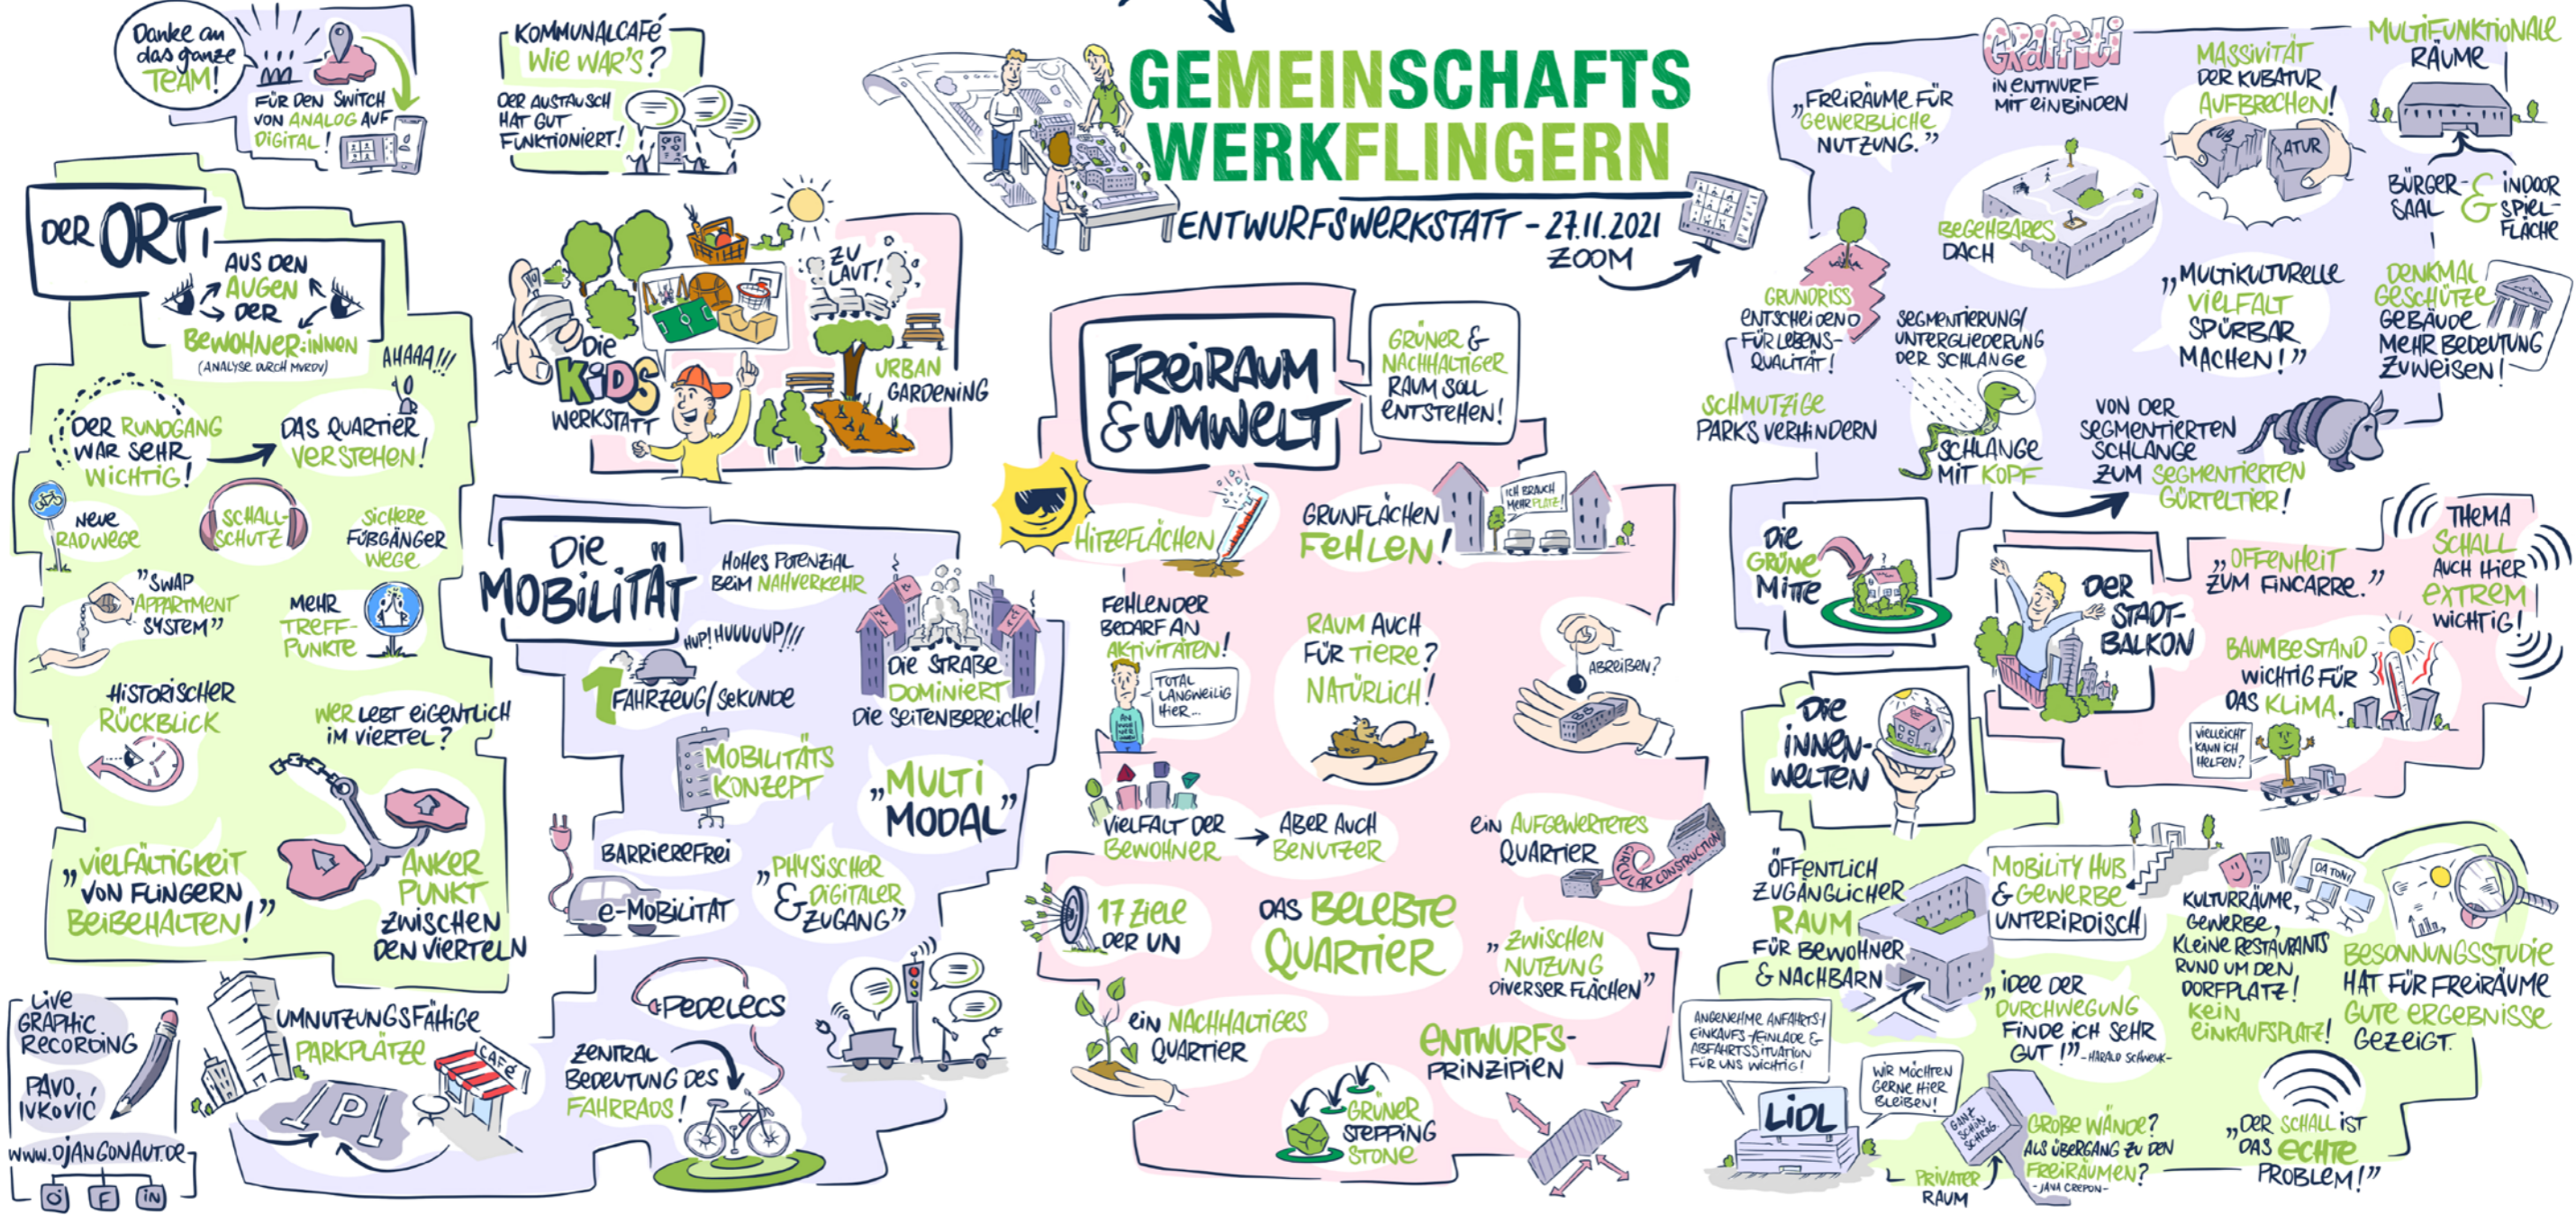 Danke an
das ganze
TEAM!
FÜR DEN SWITCH
VON ANALOG AUF
DIGITAL!
KOMMUNALCAFÉ
WIE WAR'S?
DER AUSTAUSCH
HAT GUT
FUNKTIONIERT!
GEMEINSCHAFTS
WERKFLINGERN
ENTWURFSWERKSTATT - 27.11.2021
ZOOM
DER ORT
AUS DEN
AUGEN
DER
BEWOHNER:INNEN
(ANALYSE DURCH MVRDV)
AHAAA!!!
DER RUNDGANG
WAR SEHR
WICHTIG!
DAS QUARTIER
VERSTEHEN!
NEUE
RADWEGE
SCHALL-
SCHUTZ
SICHERE
FUßGÄNGER
WEGE
"SWAP
APPARTMENT
SYSTEM"
MEHR
TREFF-
PUNKTE
HISTORISCHER
RÜCKBLICK
WER LEBT EIGENTLICH
IM VIERTEL?
„VIELFÄLTIGKEIT
VON FLINGERN
BEIBEHALTEN!"
ANKER
PUNKT
ZWISCHEN
DEN VIERTELN
LIVE
GRAPHIC
RECORDING
PAVO
IVKOVIĆ
WWW.DJANGONAUT.DE
F
IN
UMNUTZUNGSFÄHIGE
PARKPLÄTZE
P
CAFÉ
ZU
LAUT!
DIE
KIDS
WERKSTATT
URBAN
GARDENING
DIE
MOBILITÄT
HOHES POTENZIAL
BEIM NAHVERKEHR
HUP! HUUUUUP!!!
1 FAHRZEUG/SEKUNDE
DIE STRAßE
DOMINIERT
DIE SEITENBEREICHE!
MOBILITÄTS
KONZEPT
„MULTI
MODAL"
BARRIEREFREI
E-MOBILITÄT
„PHYSISCHER
& DIGITALER
ZUGANG"
PEDELECS
ZENTRAL
BEDEUTUNG DES
FAHRRADS!
FREIRAUM
& UMWELT
GRÜNER &
NACHHALTIGER
RAUM SOLL
ENTSTEHEN!
HITZEFLÄCHEN
GRÜNFLÄCHEN
FEHLEN!
ICH BRAUCH
MEHR PLATZ!
FEHLENDER
BEDARF AN
AKTIVITÄTEN!
TOTAL
LANGWEILIG
HIER...
RAUM AUCH
FÜR TIERE?
NATÜRLICH!
ABREIßEN?
VIELFALT DER
BEWOHNER
ABER AUCH
BENUTZER
EIN AUFGEWERTETES
QUARTIER
CIRCULAR CONSTRUCTION
17 ZIELE
DER UN
DAS BELEBTE
QUARTIER
„ZWISCHEN
NUTZUNG
DIVERSER FLÄCHEN"
EIN NACHHALTIGES
QUARTIER
GRÜNER
STEPPING
STONE
ENTWURFS-
PRINZIPIEN
„FREIRÄUME FÜR
GEWERBLICHE
NUTZUNG."
Graffiti
IN ENTWURF
MIT EINBINDEN
MASSIVITÄT
DER KUBATUR
AUFBRECHEN!
KUB
ATUR
MULTIFUNKTIONALE
RÄUME
BÜRGER-
SAAL
&
INDOOR
SPIEL-
FLÄCHE
BEGEHBARES
DACH
GRUNDRISS
ENTSCHEIDEND
FÜR LEBENS-
QUALITÄT!
SEGMENTIERUNG/
UNTERGLIEDERUNG
DER SCHLANGE
SCHLANGE
MIT KOPF
„MULTIKULTURELLE
VIELFALT
SPÜRBAR
MACHEN!"
DENKMAL
GESCHÜTZE
GEBÄUDE
MEHR BEDEUTUNG
ZUWEISEN!
SCHMUTZIGE
PARKS VERHINDERN
VON DER
SEGMENTIERTEN
SCHLANGE
ZUM SEGMENTIERTEN
GÜRTELTIER!
DIE
GRÜNE
MITTE
DER
STADT-
BALKON
„OFFENHEIT
ZUM FINCARRE."
THEMA
SCHALL
AUCH HIER
EXTREM
WICHTIG!
BAUMBESTAND
WICHTIG FÜR
DAS KLIMA.
VIELLEICHT
KANN ICH
HELFEN?
DIE
INNEN-
WELTEN
ÖFFENTLICH
ZUGÄNGLICHER
RAUM
FÜR BEWOHNER
& NACHBARN
MOBILITY HUB
& GEWERBE
UNTERIRDISCH
DA TONI
KULTURRÄUME,
GEWERBE,
KLEINE RESTAURANTS
RUND UM DEN
DORFPLATZ!
KEIN
EINKAUFSPLATZ!
BESONNUNGSSTUDIE
HAT FÜR FREIRÄUME
GUTE ERGEBNISSE
GEZEIGT.
„IDEE DER
DURCHWEGUNG
FINDE ICH SEHR
GUT!" -HARALD SCHWENK-
ANGENEHME ANFAHRTS-/
EINKAUFS-/EINLADE &
ABFAHRTSSITUATION
FÜR UNS WICHTIG!
LIDL
WIR MÖCHTEN
GERNE HIER
BLEIBEN!
GANZ
SCHÖN
SCHRÄG.
PRIVATER
RAUM
GROßE WÄNDE?
ALS ÜBERGANG ZU DEN
FREIRÄUMEN?
-JANA CREPON-
„DER SCHALL IST
DAS ECHTE
PROBLEM!"